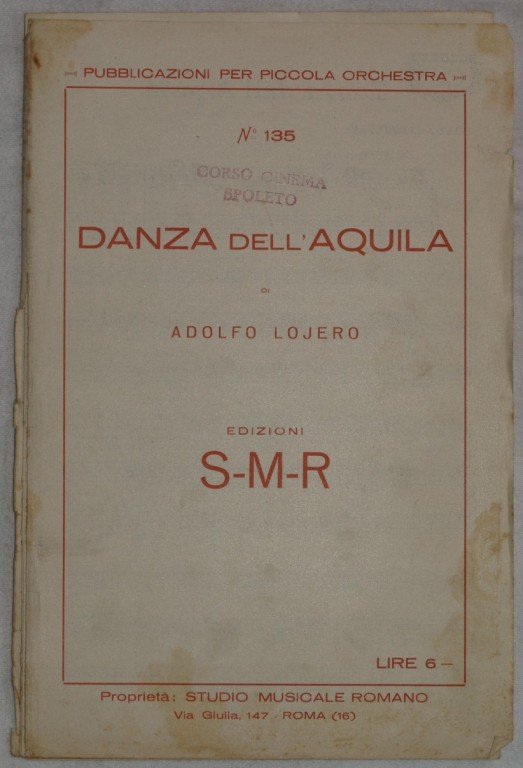 PUBBLICAZIONI PER PICCOLA ORCHESTRA
Nº 135
CORSO CINEMA
SPOLETO
DANZA DELL'AQUILA
DI
ADOLFO LOJERO
EDIZIONI
S-M-R
LIRE 6 —
Proprietà: STUDIO MUSICALE ROMANO
Via Giulia, 147 - ROMA (16)